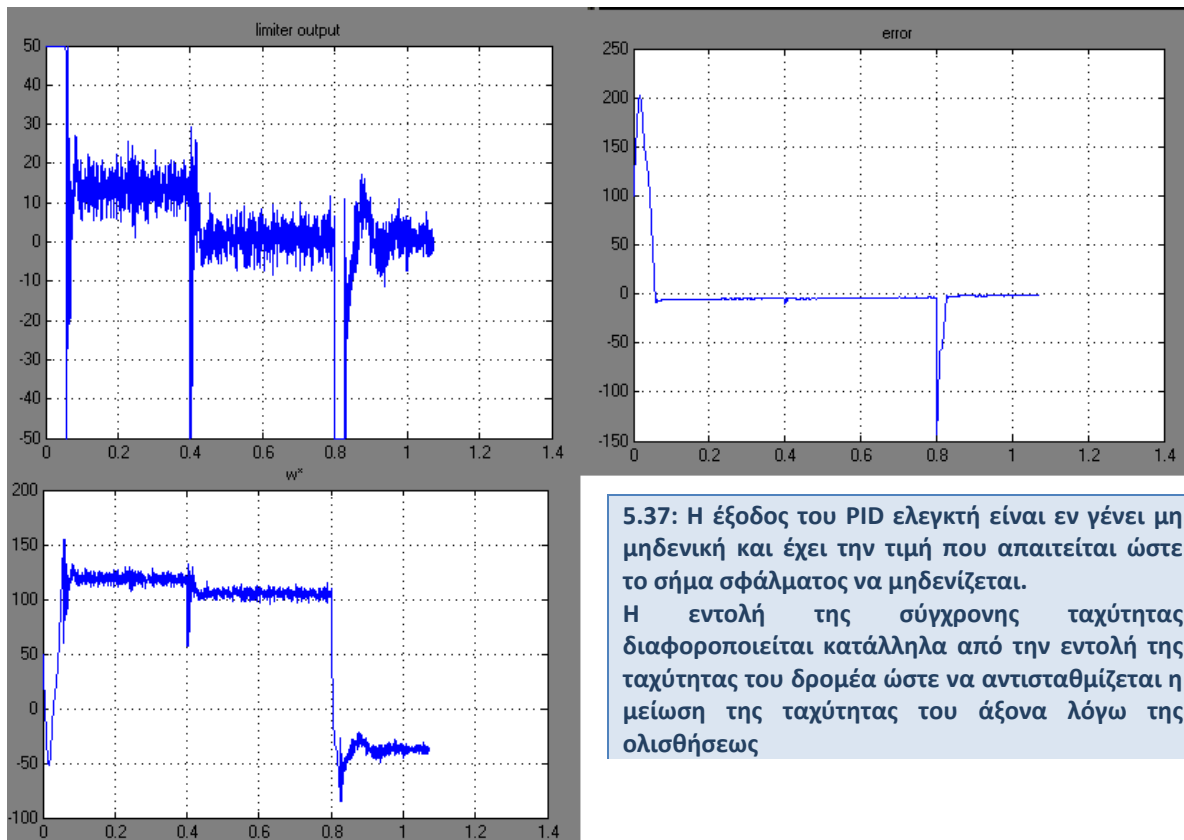 limiter output
50
40
30
20
10
0
-10
-20
-30
-40
-50
0 0.2 0.4 0.6 0.8 1 1.2 1.4
error
250
200
150
100
50
0
-50
-100
-150
0 0.2 0.4 0.6 0.8 1 1.2 1.4
w*
200
150
100
50
0
-50
-100
0 0.2 0.4 0.6 0.8 1 1.2 1.4
5.37: Η έξοδος του PID ελεγκτή είναι εν γένει μη
μηδενική και έχει την τιμή που απαιτείται ώστε
το σήμα σφάλματος να μηδενίζεται.
Η εντολή της σύγχρονης ταχύτητας
διαφοροποιείται κατάλληλα από την εντολή της
ταχύτητας του δρομέα ώστε να αντισταθμίζεται η
μείωση της ταχύτητας του άξονα λόγω της
ολισθήσεως